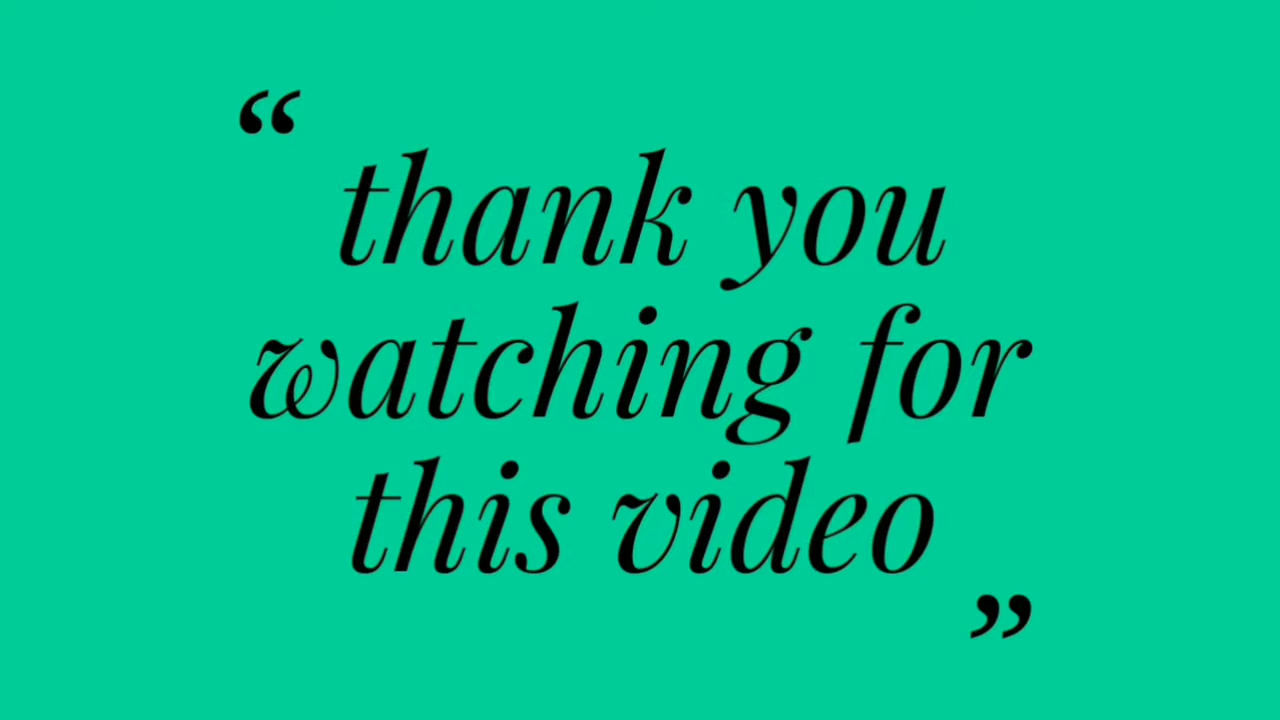 “
thank you
watching for
this video
”